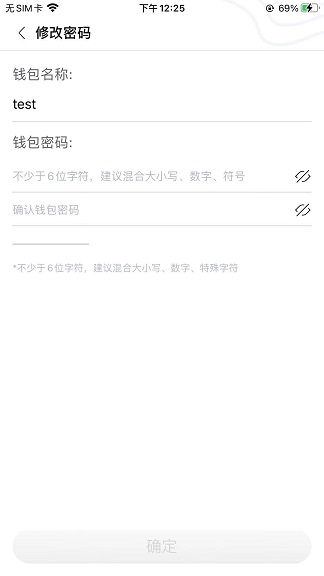 无SIM卡 下午12:25 69%
修改密码
钱包名称:
test
钱包密码:
不少于6位字符，建议混合大小写、数字、符号
确认钱包密码
*不少于6位字符，建议混合大小写、数字、特殊字符
确定